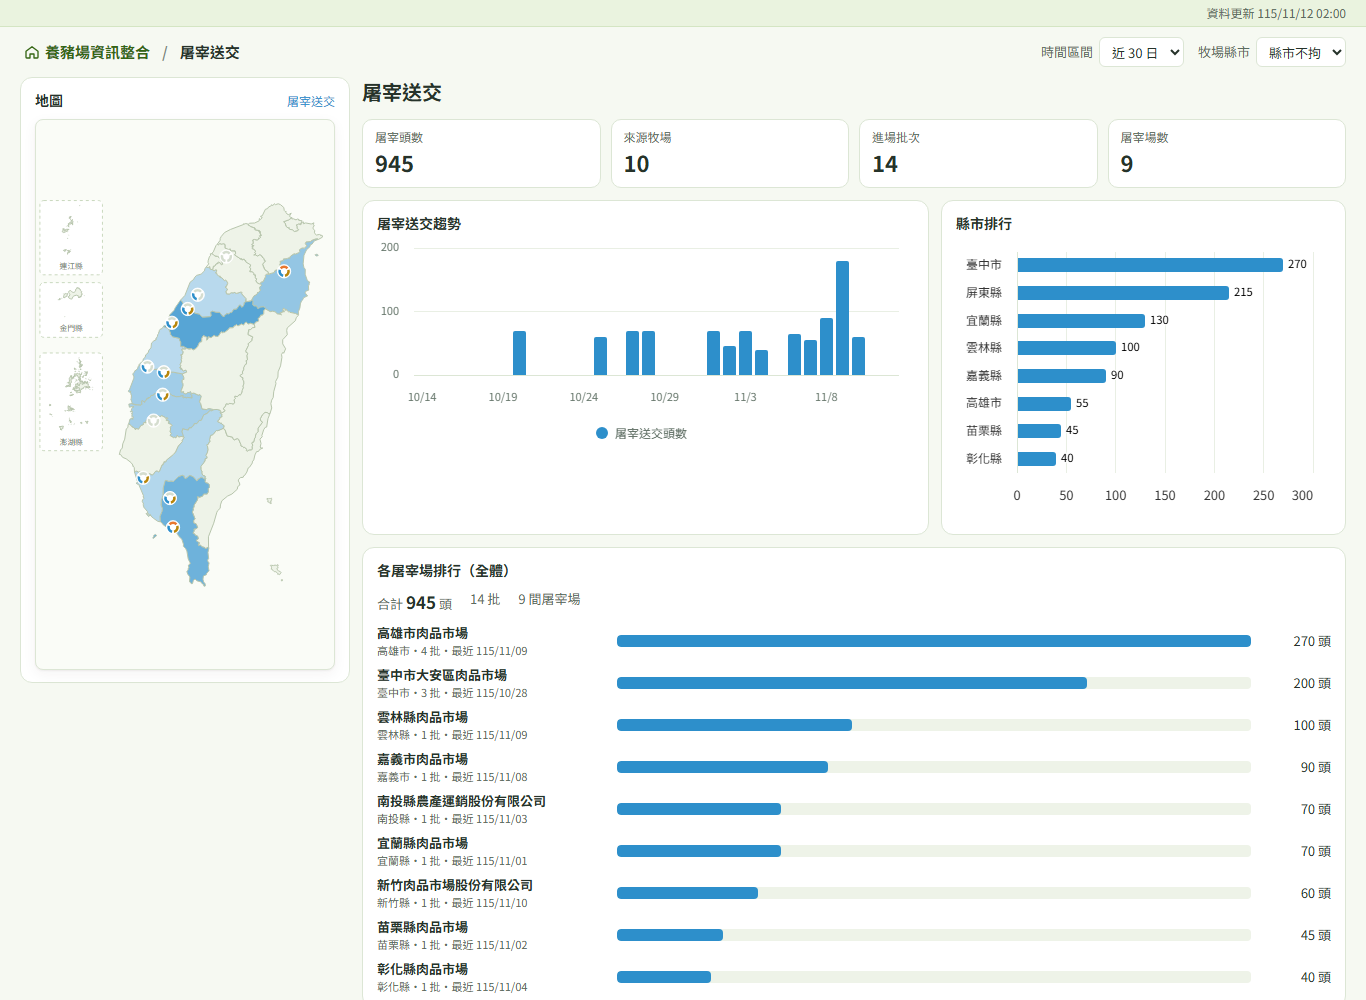 資料更新 115/11/12 02:00
養豬場資訊整合 / 屠宰送交
時間區間 近 30 日 牧場縣市 縣市不拘
地圖 屠宰送交
連江縣
金門縣
澎湖縣
屠宰送交
屠宰頭數
945
來源牧場
10
進場批次
14
屠宰場數
9
屠宰送交趨勢
200
100
0
10/14 10/19 10/24 10/29 11/3 11/8
屠宰送交頭數
縣市排行
臺中市 270
屏東縣 215
宜蘭縣 130
雲林縣 100
嘉義縣 90
高雄市 55
苗栗縣 45
彰化縣 40
0 50 100 150 200 250 300
各屠宰場排行（全體）
合計 945 頭 14 批 9 間屠宰場
高雄市肉品市場
高雄市・4 批・最近 115/11/09
270 頭
臺中市大安區肉品市場
臺中市・3 批・最近 115/10/28
200 頭
雲林縣肉品市場
雲林縣・1 批・最近 115/11/09
100 頭
嘉義市肉品市場
嘉義市・1 批・最近 115/11/08
90 頭
南投縣農產運銷股份有限公司
南投縣・1 批・最近 115/11/03
70 頭
宜蘭縣肉品市場
宜蘭縣・1 批・最近 115/11/01
70 頭
新竹肉品市場股份有限公司
新竹縣・1 批・最近 115/11/10
60 頭
苗栗縣肉品市場
苗栗縣・1 批・最近 115/11/02
45 頭
彰化縣肉品市場
彰化縣・1 批・最近 115/11/04
40 頭